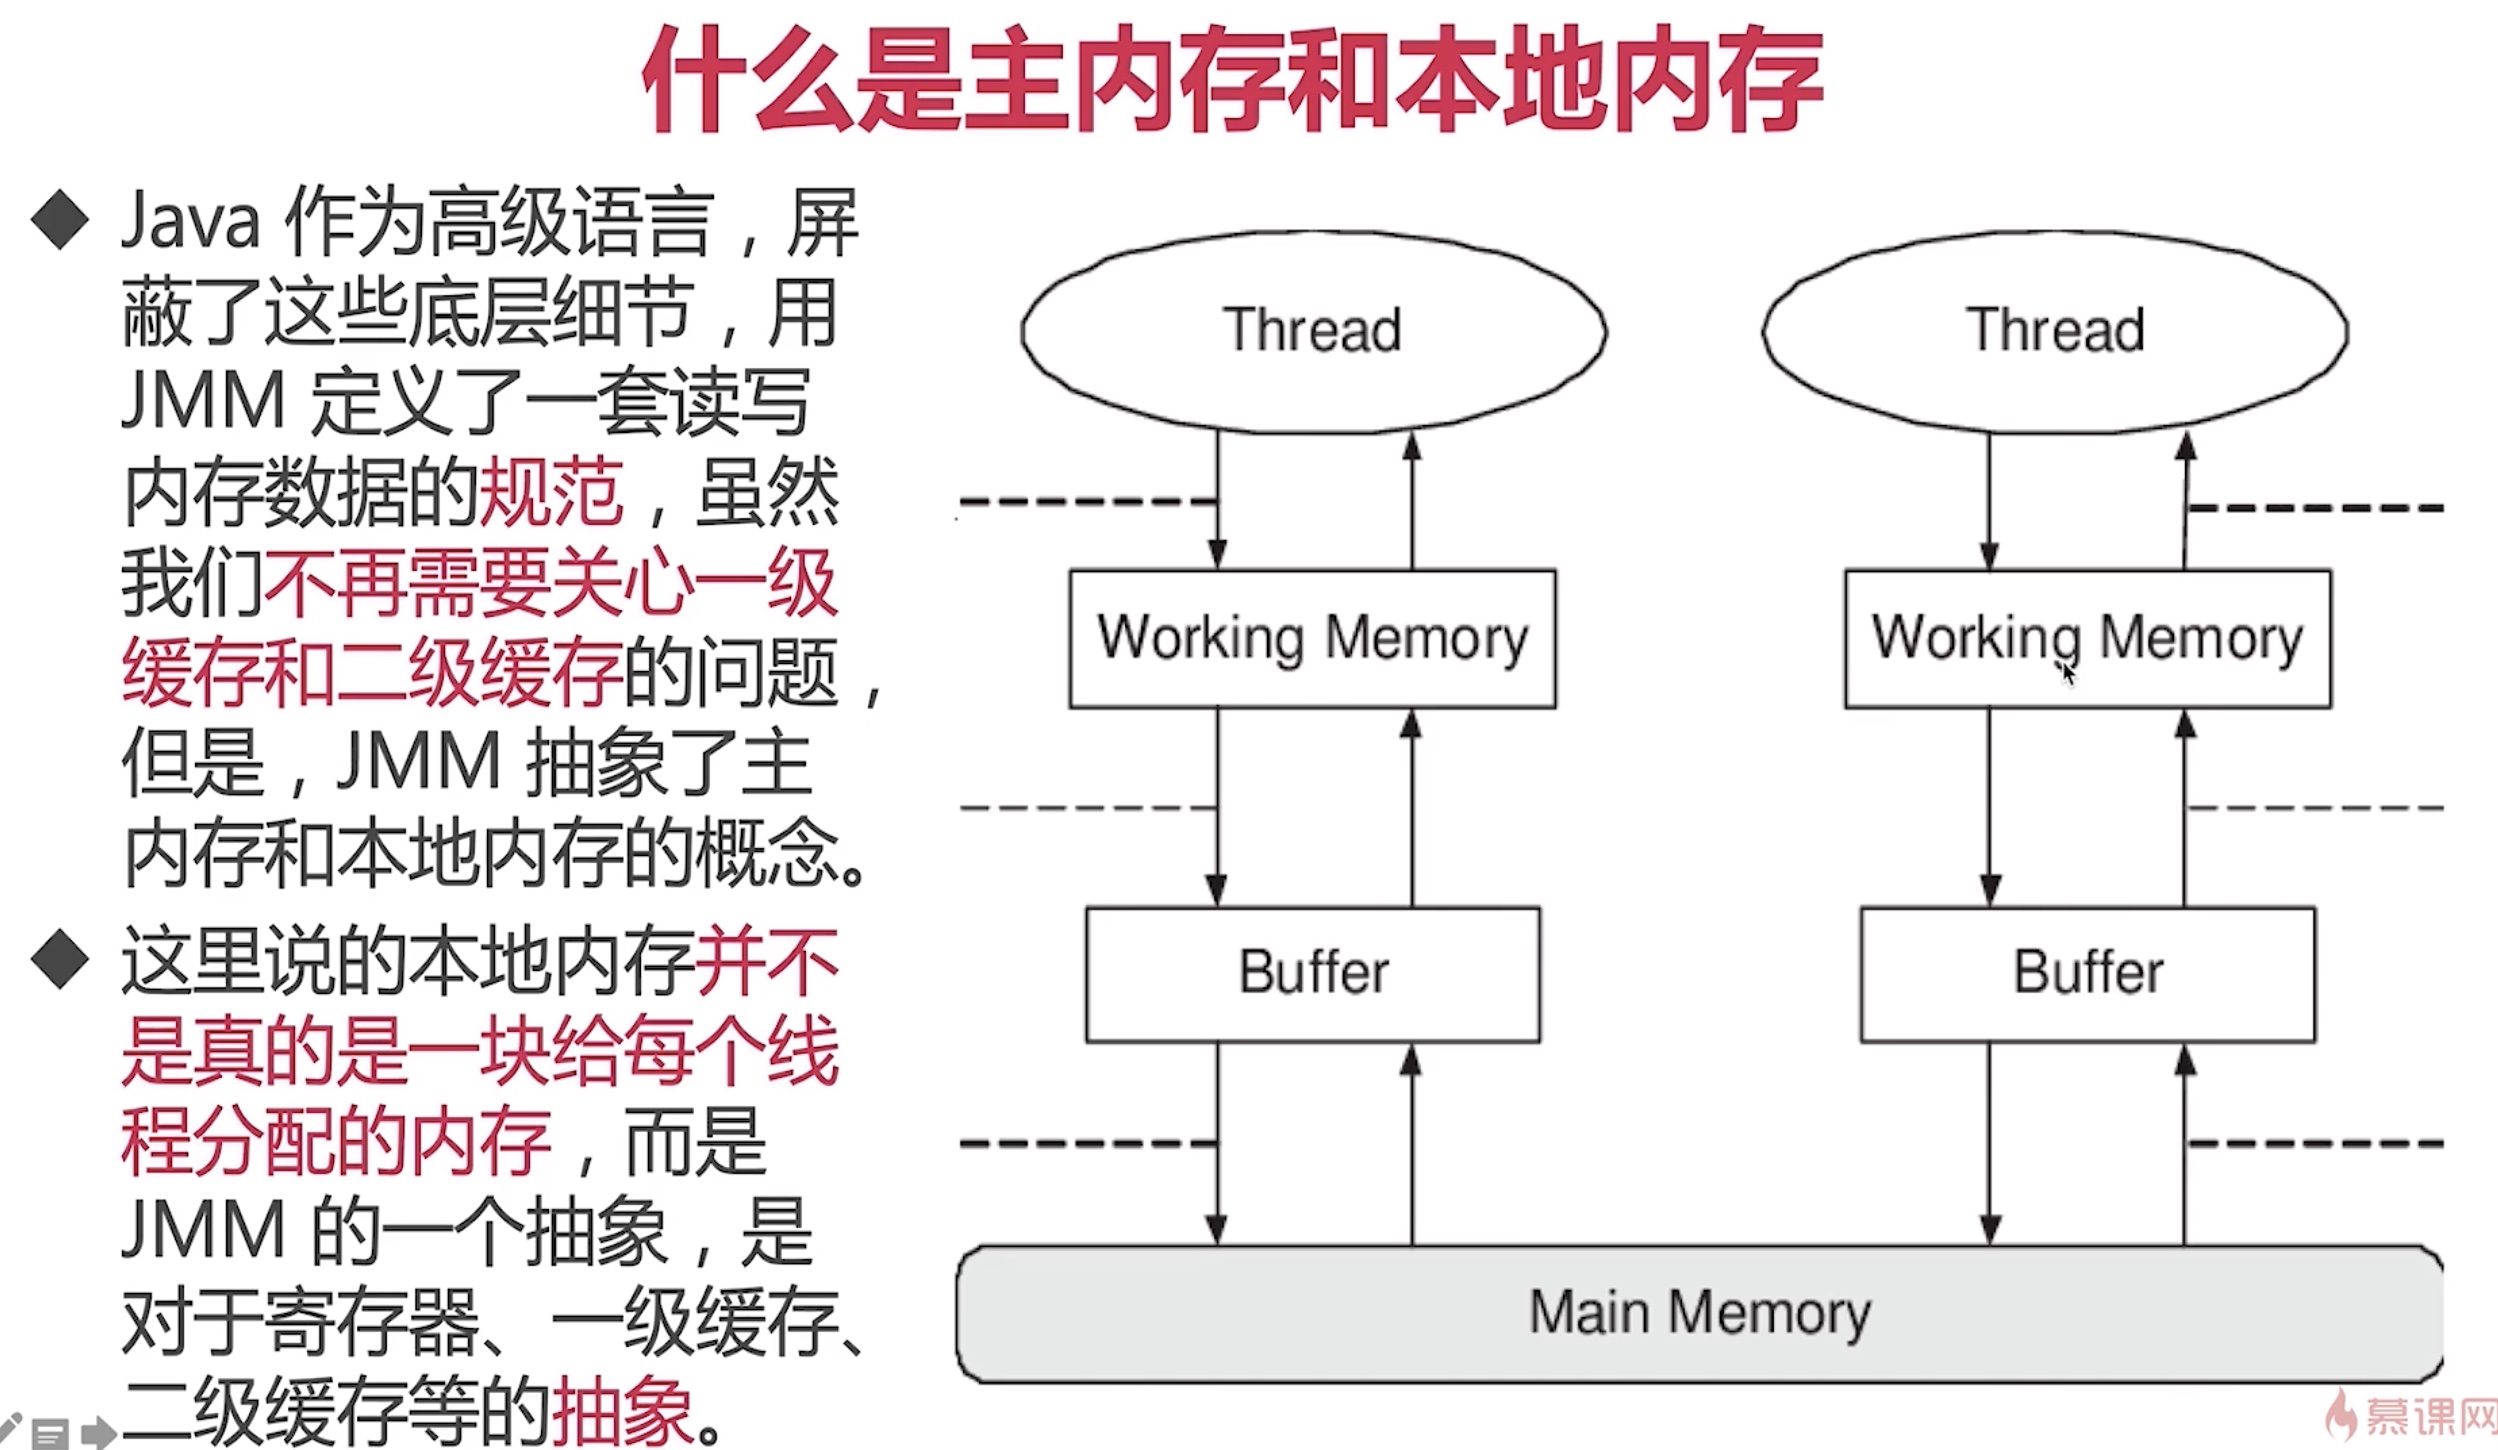 什么是主内存和本地内存
Java 作为高级语言，屏
蔽了这些底层细节，用
JMM 定义了一套读写
内存数据的规范，虽然
我们不再需要关心一级
缓存和二级缓存的问题，
但是，JMM 抽象了主
内存和本地内存的概念。
这里说的本地内存并不
是真的是一块给每个线
程分配的内存，而是
JMM 的一个抽象，是
对于寄存器、一级缓存、
二级缓存等的抽象。
Thread
Thread
Working Memory
Working Memory
Buffer
Buffer
Main Memory
慕课网